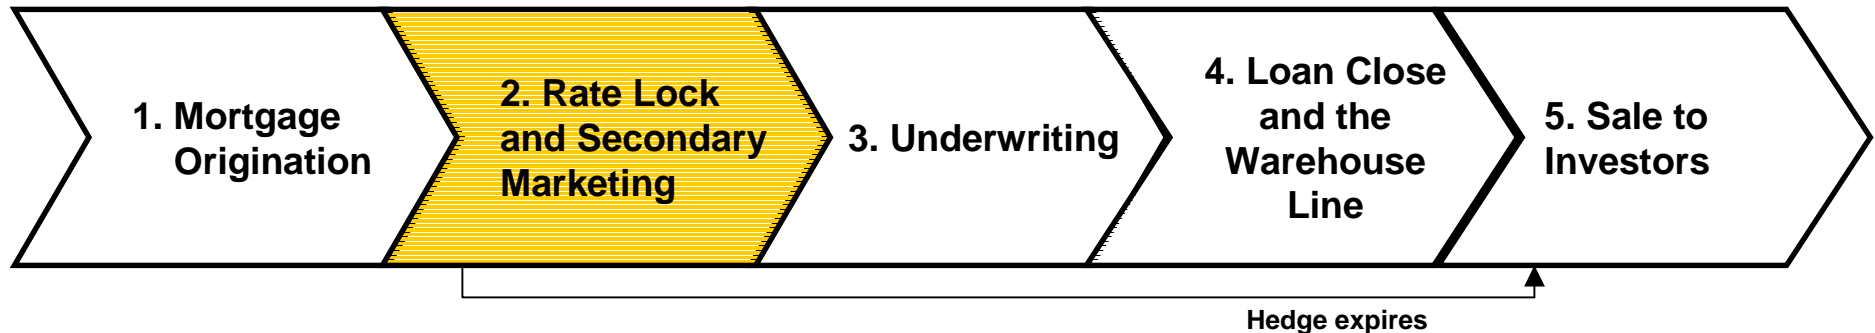 1. Mortgage
Origination
2. Rate Lock
and Secondary
Marketing
3. Underwriting
4. Loan Close
and the
Warehouse
Line
5. Sale to
Investors
Hedge expires